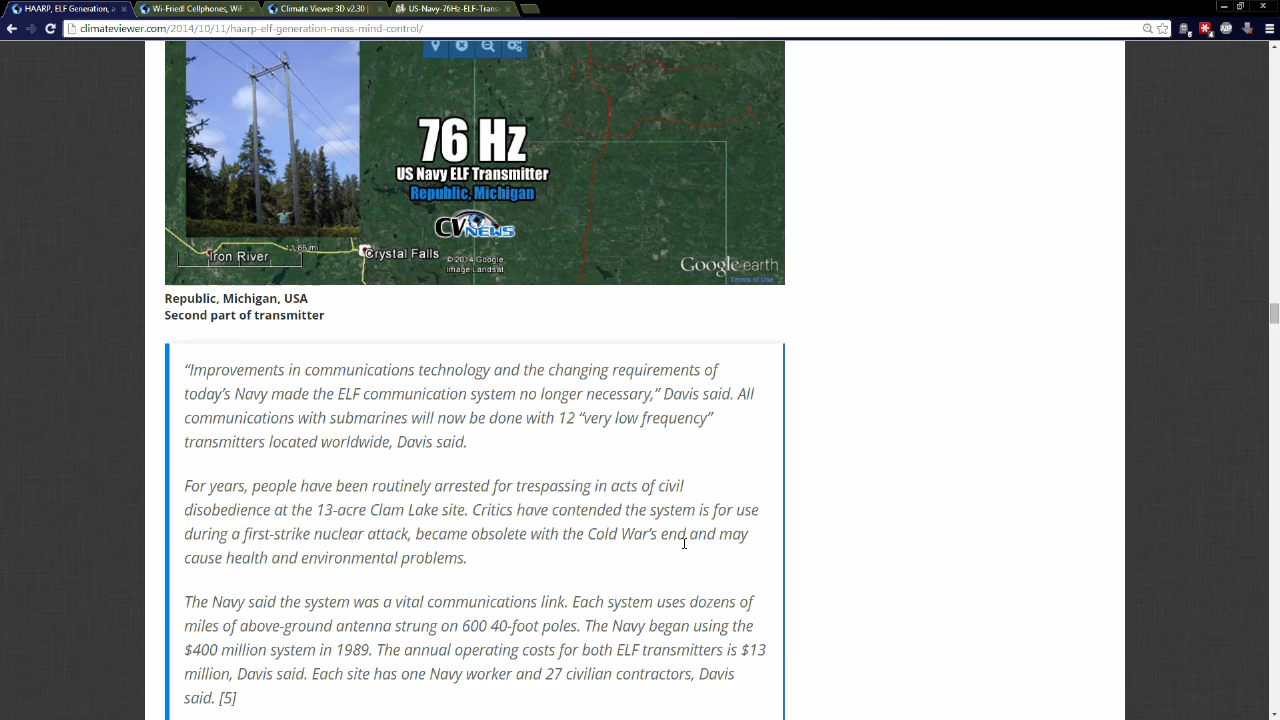 HAARP, ELF Generation, a
Wi-Fried! Cellphones, WiF
Climate Viewer 3D v2.30 |
US-Navy-76Hz-ELF-Trans
climateviewer.com/2014/10/11/haarp-elf-generation-mass-mind-control/
76 Hz
US Navy ELF Transmitter
Republic, Michigan
CV NEWS
11.86 mi
Iron River
Crystal Falls
© 2014 Google
Image Landsat
Google earth
Terms of Use
Republic, Michigan, USA
Second part of transmitter
“Improvements in communications technology and the changing requirements of
today’s Navy made the ELF communication system no longer necessary,” Davis said. All
communications with submarines will now be done with 12 “very low frequency”
transmitters located worldwide, Davis said.
For years, people have been routinely arrested for trespassing in acts of civil
disobedience at the 13-acre Clam Lake site. Critics have contended the system is for use
during a first-strike nuclear attack, became obsolete with the Cold War’s end and may
cause health and environmental problems.
The Navy said the system was a vital communications link. Each system uses dozens of
miles of above-ground antenna strung on 600 40-foot poles. The Navy began using the
$400 million system in 1989. The annual operating costs for both ELF transmitters is $13
million, Davis said. Each site has one Navy worker and 27 civilian contractors, Davis
said. [5]